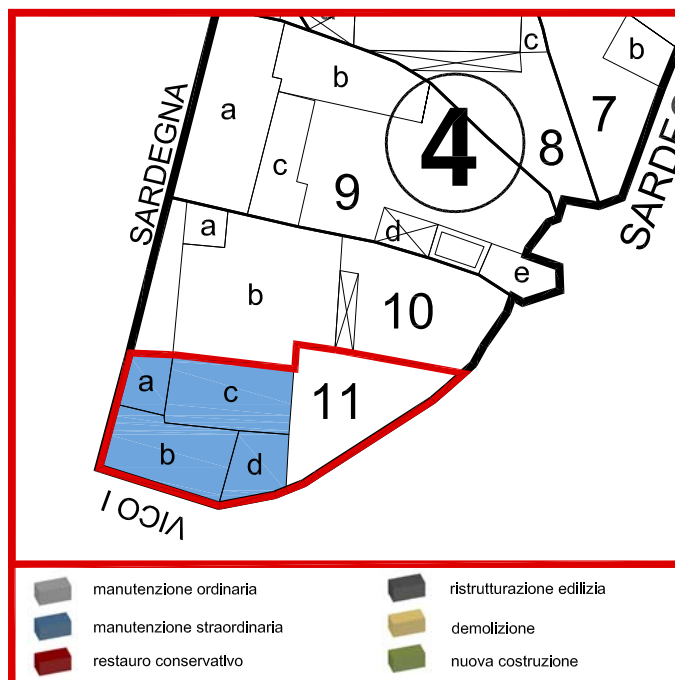 c
b
b
7
a
SARDEGNA
4
8
c
9
SARDE
a
d
e
b
10
a
c
11
b
d
VICO I
manutenzione ordinaria
ristrutturazione edilizia
manutenzione straordinaria
demolizione
restauro conservativo
nuova costruzione